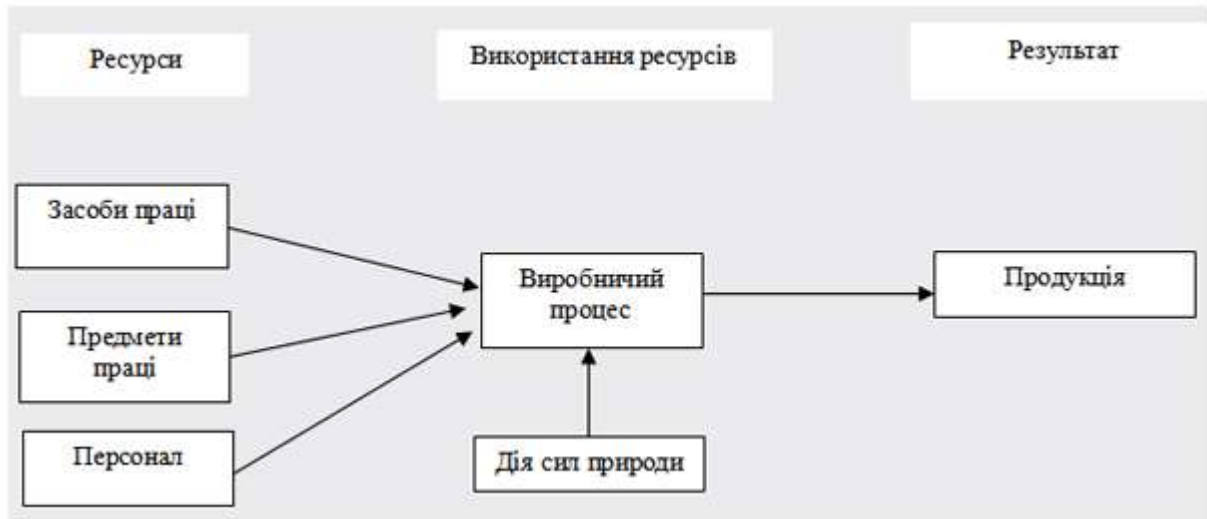 Ресурси
Використання ресурсів
Результат
Засоби праці
Предмети
праці
Персонал
Виробничий
процес
Дія сил природи
Продукція